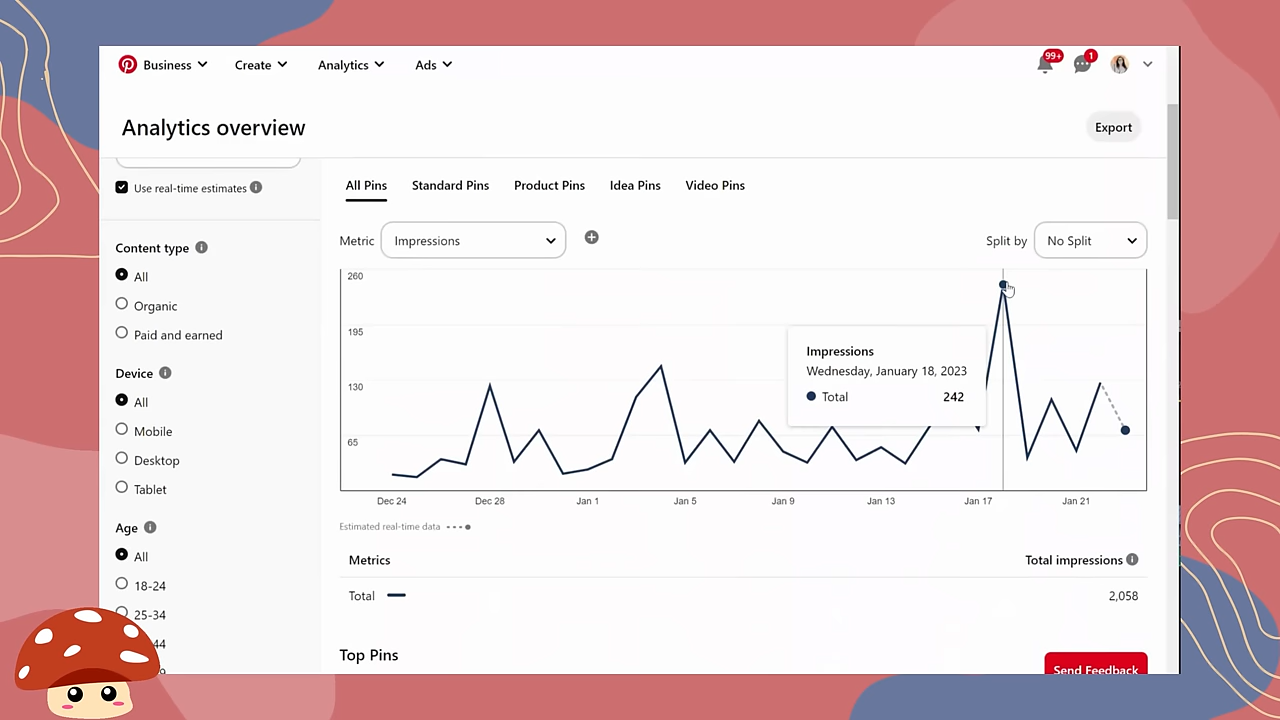 Business
Create
Analytics
Ads
99+
1
Analytics overview
Export
Use real-time estimates
All Pins
Standard Pins
Product Pins
Idea Pins
Video Pins
Content type
All
Organic
Paid and earned
Metric
Impressions
Split by
No Split
260
195
130
65
Impressions
Wednesday, January 18, 2023
Total 242
Dec 24
Dec 28
Jan 1
Jan 5
Jan 9
Jan 13
Jan 17
Jan 21
Device
All
Mobile
Desktop
Tablet
Estimated real-time data
Age
All
18-24
25-34
44
Metrics
Total impressions
Total
2,058
Top Pins
Send Feedback